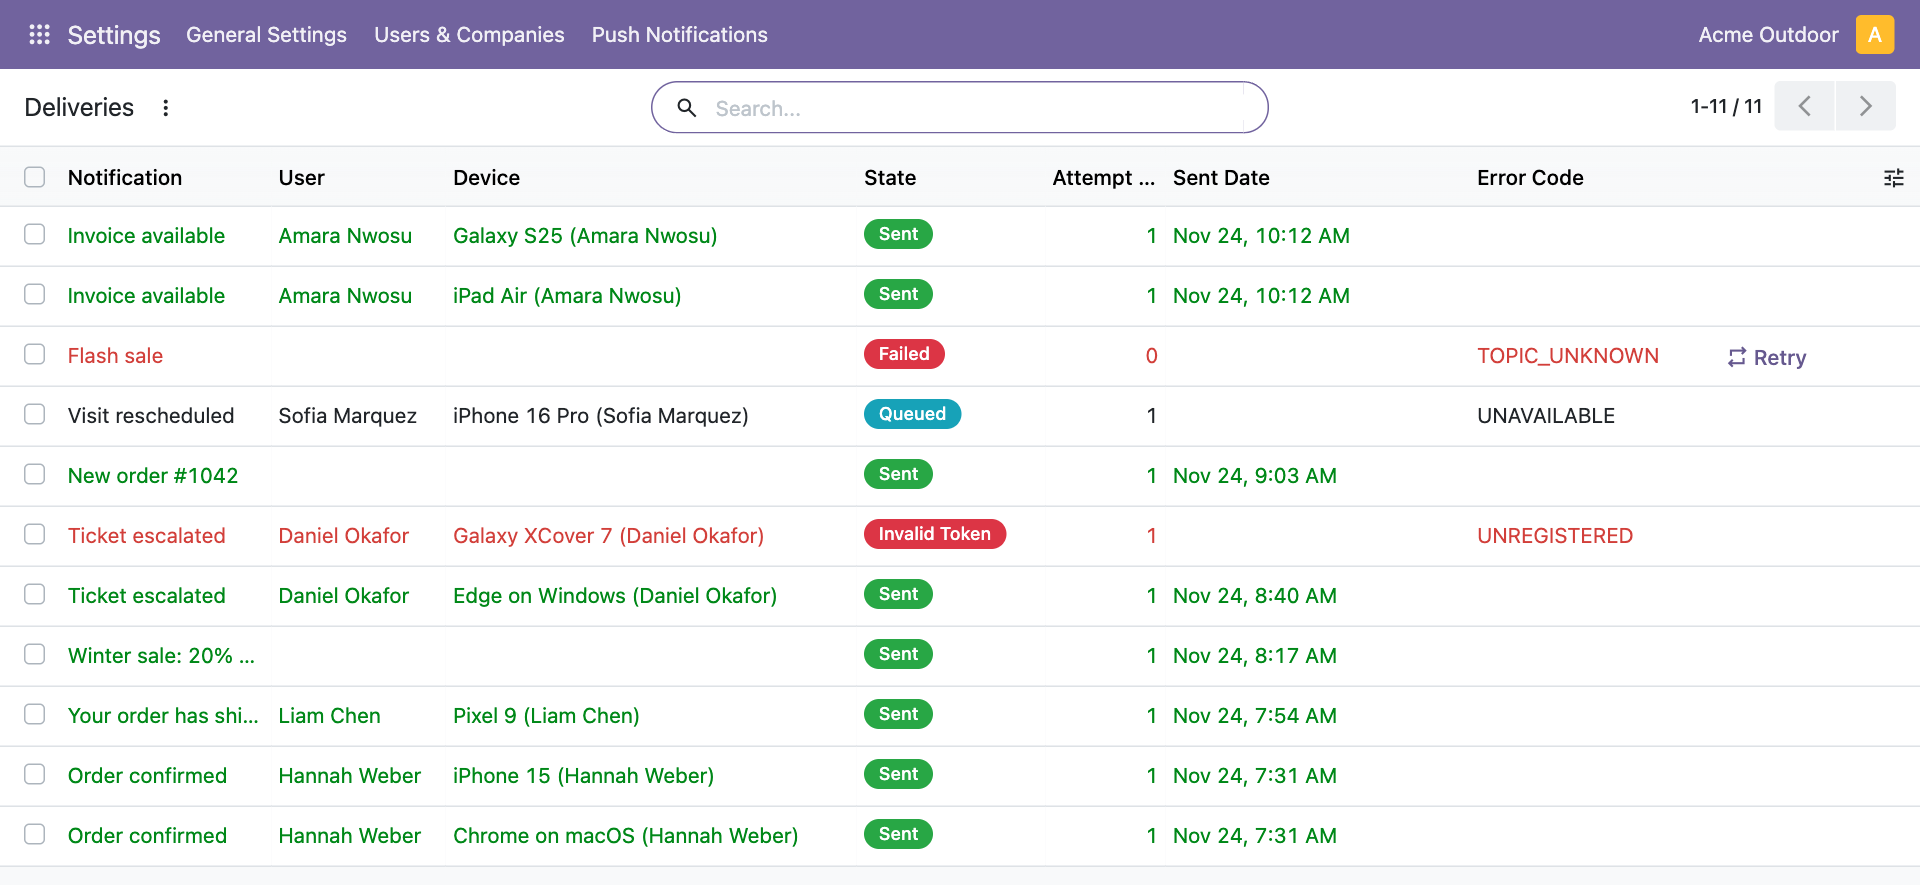 Settings General Settings Users & Companies Push Notifications Acme Outdoor A
Deliveries Search... 1-11 / 11
Notification User Device State Attempt ... Sent Date Error Code
Invoice available Amara Nwosu Galaxy S25 (Amara Nwosu) Sent 1 Nov 24, 10:12 AM
Invoice available Amara Nwosu iPad Air (Amara Nwosu) Sent 1 Nov 24, 10:12 AM
Flash sale Failed 0 TOPIC_UNKNOWN Retry
Visit rescheduled Sofia Marquez iPhone 16 Pro (Sofia Marquez) Queued 1 UNAVAILABLE
New order #1042 Sent 1 Nov 24, 9:03 AM
Ticket escalated Daniel Okafor Galaxy XCover 7 (Daniel Okafor) Invalid Token 1 UNREGISTERED
Ticket escalated Daniel Okafor Edge on Windows (Daniel Okafor) Sent 1 Nov 24, 8:40 AM
Winter sale: 20% ... Sent 1 Nov 24, 8:17 AM
Your order has shi... Liam Chen Pixel 9 (Liam Chen) Sent 1 Nov 24, 7:54 AM
Order confirmed Hannah Weber iPhone 15 (Hannah Weber) Sent 1 Nov 24, 7:31 AM
Order confirmed Hannah Weber Chrome on macOS (Hannah Weber) Sent 1 Nov 24, 7:31 AM